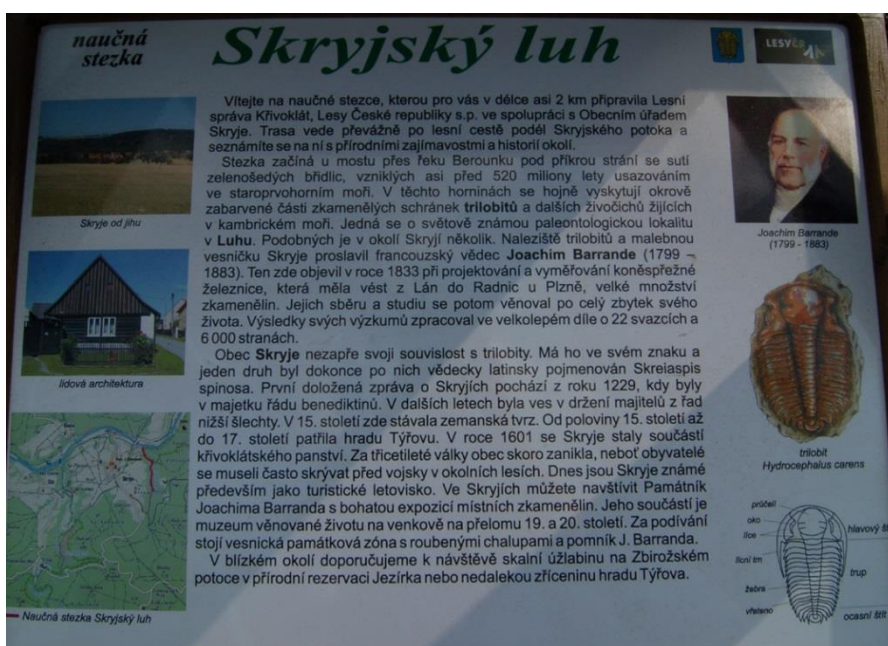 naučná
stezka
Skryjský luh
LESY ČR
Vítejte na naučné stezce, kterou pro vás v délce asi 2 km připravila Lesní
správa Křivoklát, Lesy České republiky s.p. ve spolupráci s Obecním úřadem
Skryje. Trasa vede převážně po lesní cestě podél Skryjského potoka a
seznámíte se na ní s přírodními zajímavostmi a historií okolí.
Stezka začíná u mostu přes řeku Berounku pod příkrou strání se sutí
zelenošedých břidlic, vzniklých asi před 520 miliony lety usazováním
ve staroprvohorním moři. V těchto horninách se hojně vyskytují okrově
zabarvené části zkamenělých schránek trilobitů a dalších živočichů žijících
v kambrickém moři. Jedná se o světově známou paleontologickou lokalitu
v Luhu. Podobných je v okolí Skryjí několik. Naleziště trilobitů a malebnou
vesničku Skryje proslavil francouzský vědec Joachim Barrande (1799 –
1883). Ten zde objevil v roce 1833 při projektování a vyměřování koněspřežné
železnice, která měla vést z Lán do Radnic u Plzně, velké množství
zkamenělin. Jejich sběru a studiu se potom věnoval po celý zbytek svého
života. Výsledky svých výzkumů zpracoval ve velkolepém díle o 22 svazcích a
6 000 stranách.
Obec Skryje nezapře svoji souvislost s trilobity. Má ho ve svém znaku a
jeden druh byl dokonce po nich vědecky latinsky pojmenován Skreiaspis
spinosa. První doložená zpráva o Skryjích pochází z roku 1229, kdy byly
v majetku řádu benediktinů. V dalších letech byla ves v držení majitelů z řad
nižší šlechty. V 15. století zde stávala zemanská tvrz. Od poloviny 15. století až
do 17. století patřila hradu Týřovu. V roce 1601 se Skryje staly součástí
křivoklátského panství. Za třicetileté války obec skoro zanikla, neboť obyvatelé
se museli často skrývat před vojsky v okolních lesích. Dnes jsou Skryje známé
především jako turistické letovisko. Ve Skryjích můžete navštívit Památník
Joachima Barranda s bohatou expozicí místních zkamenělin. Jeho součástí je
muzeum věnované životu na venkově na přelomu 19. a 20. století. Za podívání
stojí vesnická památková zóna s roubenými chalupami a pomník J. Barranda.
V blízkém okolí doporučujeme k návštěvě skalní úžlabinu na Zbirožském
potoce v přírodní rezervaci Jezírka nebo nedalekou zříceninu hradu Týřova.
Skryje od jihu
lidová architektura
Naučná stezka Skryjský luh
Joachim Barrande
(1799 - 1883)
trilobit
Hydrocephalus carens
průčelí
oko
líce
lícní trn
žebra
vřeteno
hlavový
trup
ocasní štít